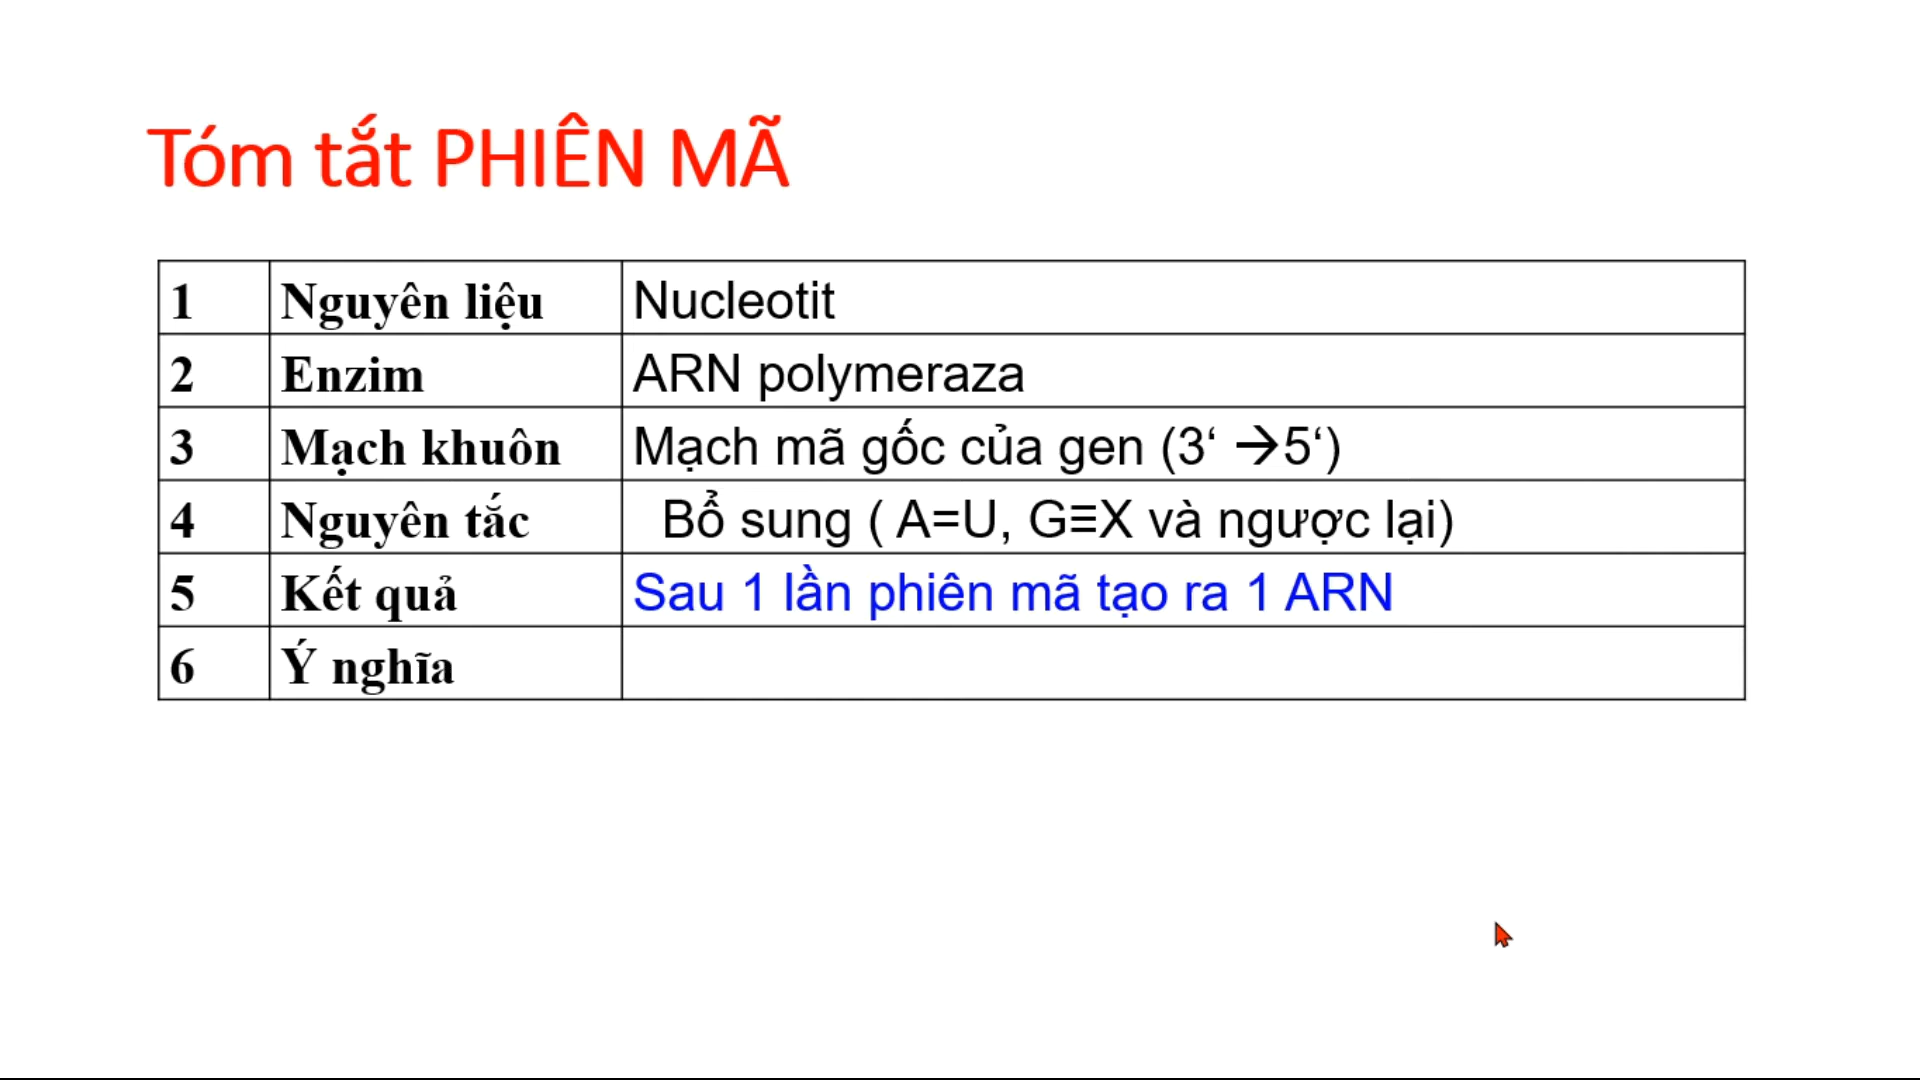 Tóm tắt PHIÊN MÃ
1 Nguyên liệu Nucleotit
2 Enzim ARN polymeraza
3 Mạch khuôn Mạch mã gốc của gen (3‘ →5‘)
4 Nguyên tắc Bổ sung ( A=U, G≡X và ngược lại)
5 Kết quả Sau 1 lần phiên mã tạo ra 1 ARN
6 Ý nghĩa